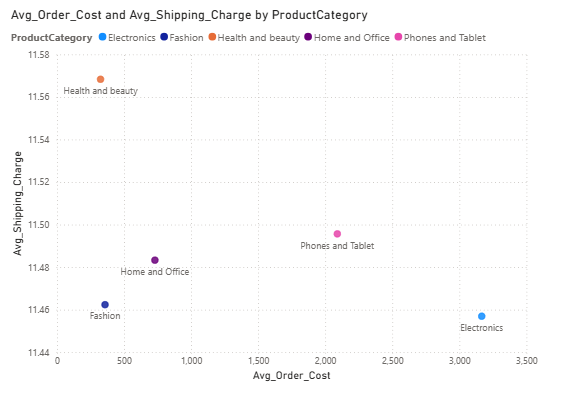 Avg_Order_Cost and Avg_Shipping_Charge by ProductCategory
ProductCategory Electronics Fashion Health and beauty Home and Office Phones and Tablet
11.58
11.56
11.54
11.52
11.50
11.48
11.46
11.44
Avg_Shipping_Charge
Health and beauty
Phones and Tablet
Home and Office
Fashion
Electronics
0 500 1,000 1,500 2,000 2,500 3,000 3,500
Avg_Order_Cost